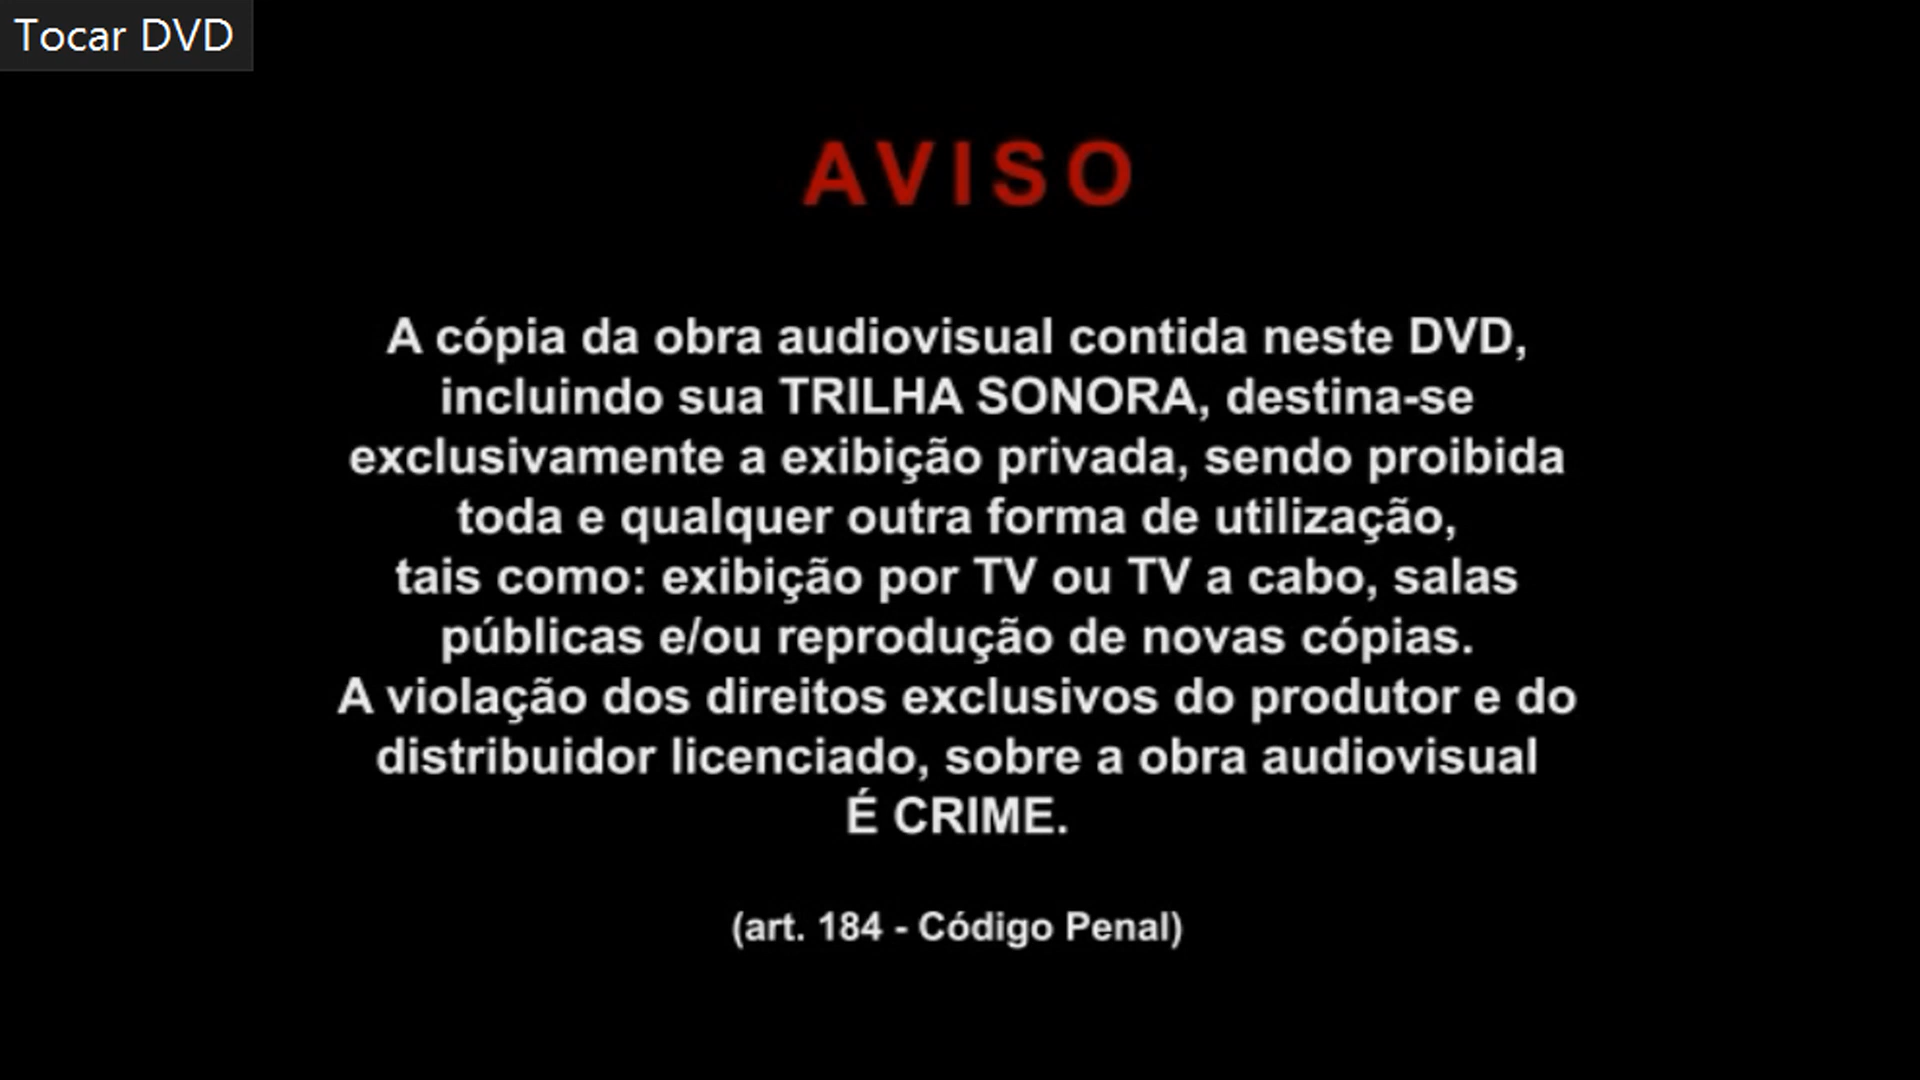 Tocar DVD
AVISO
A cópia da obra audiovisual contida neste DVD,
incluindo sua TRILHA SONORA, destina-se
exclusivamente a exibição privada, sendo proibida
toda e qualquer outra forma de utilização,
tais como: exibição por TV ou TV a cabo, salas
públicas e/ou reprodução de novas cópias.
A violação dos direitos exclusivos do produtor e do
distribuidor licenciado, sobre a obra audiovisual
É CRIME.
(art. 184 - Código Penal)